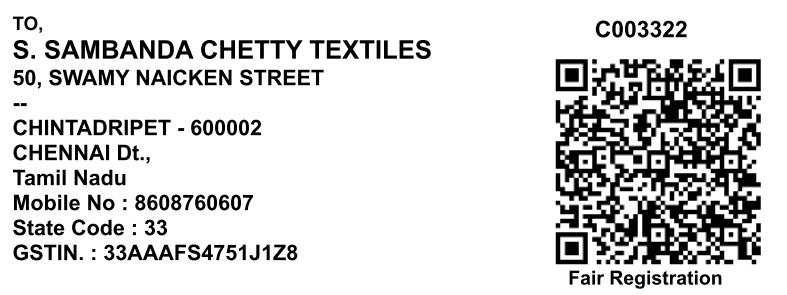 TO,
S. SAMBANDA CHETTY TEXTILES
50, SWAMY NAICKEN STREET
--
CHINTADRIPET - 600002
CHENNAI Dt.,
Tamil Nadu
Mobile No : 8608760607
State Code : 33
GSTIN. : 33AAAFS4751J1Z8
C003322
Fair Registration